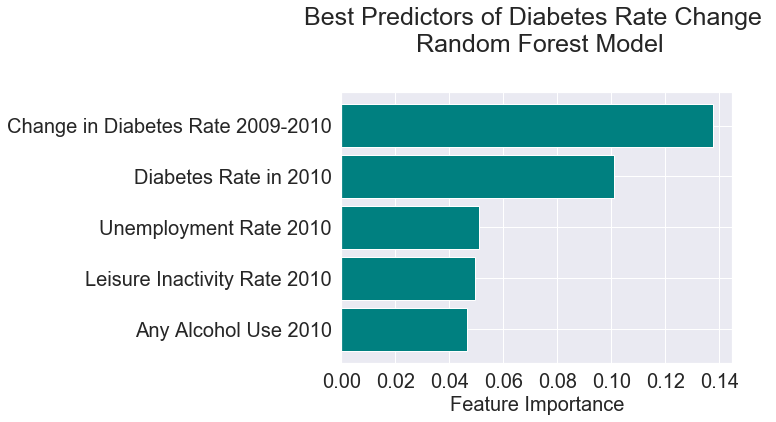 Best Predictors of Diabetes Rate Change
Random Forest Model
Change in Diabetes Rate 2009-2010
Diabetes Rate in 2010
Unemployment Rate 2010
Leisure Inactivity Rate 2010
Any Alcohol Use 2010
0.00 0.02 0.04 0.06 0.08 0.10 0.12 0.14
Feature Importance